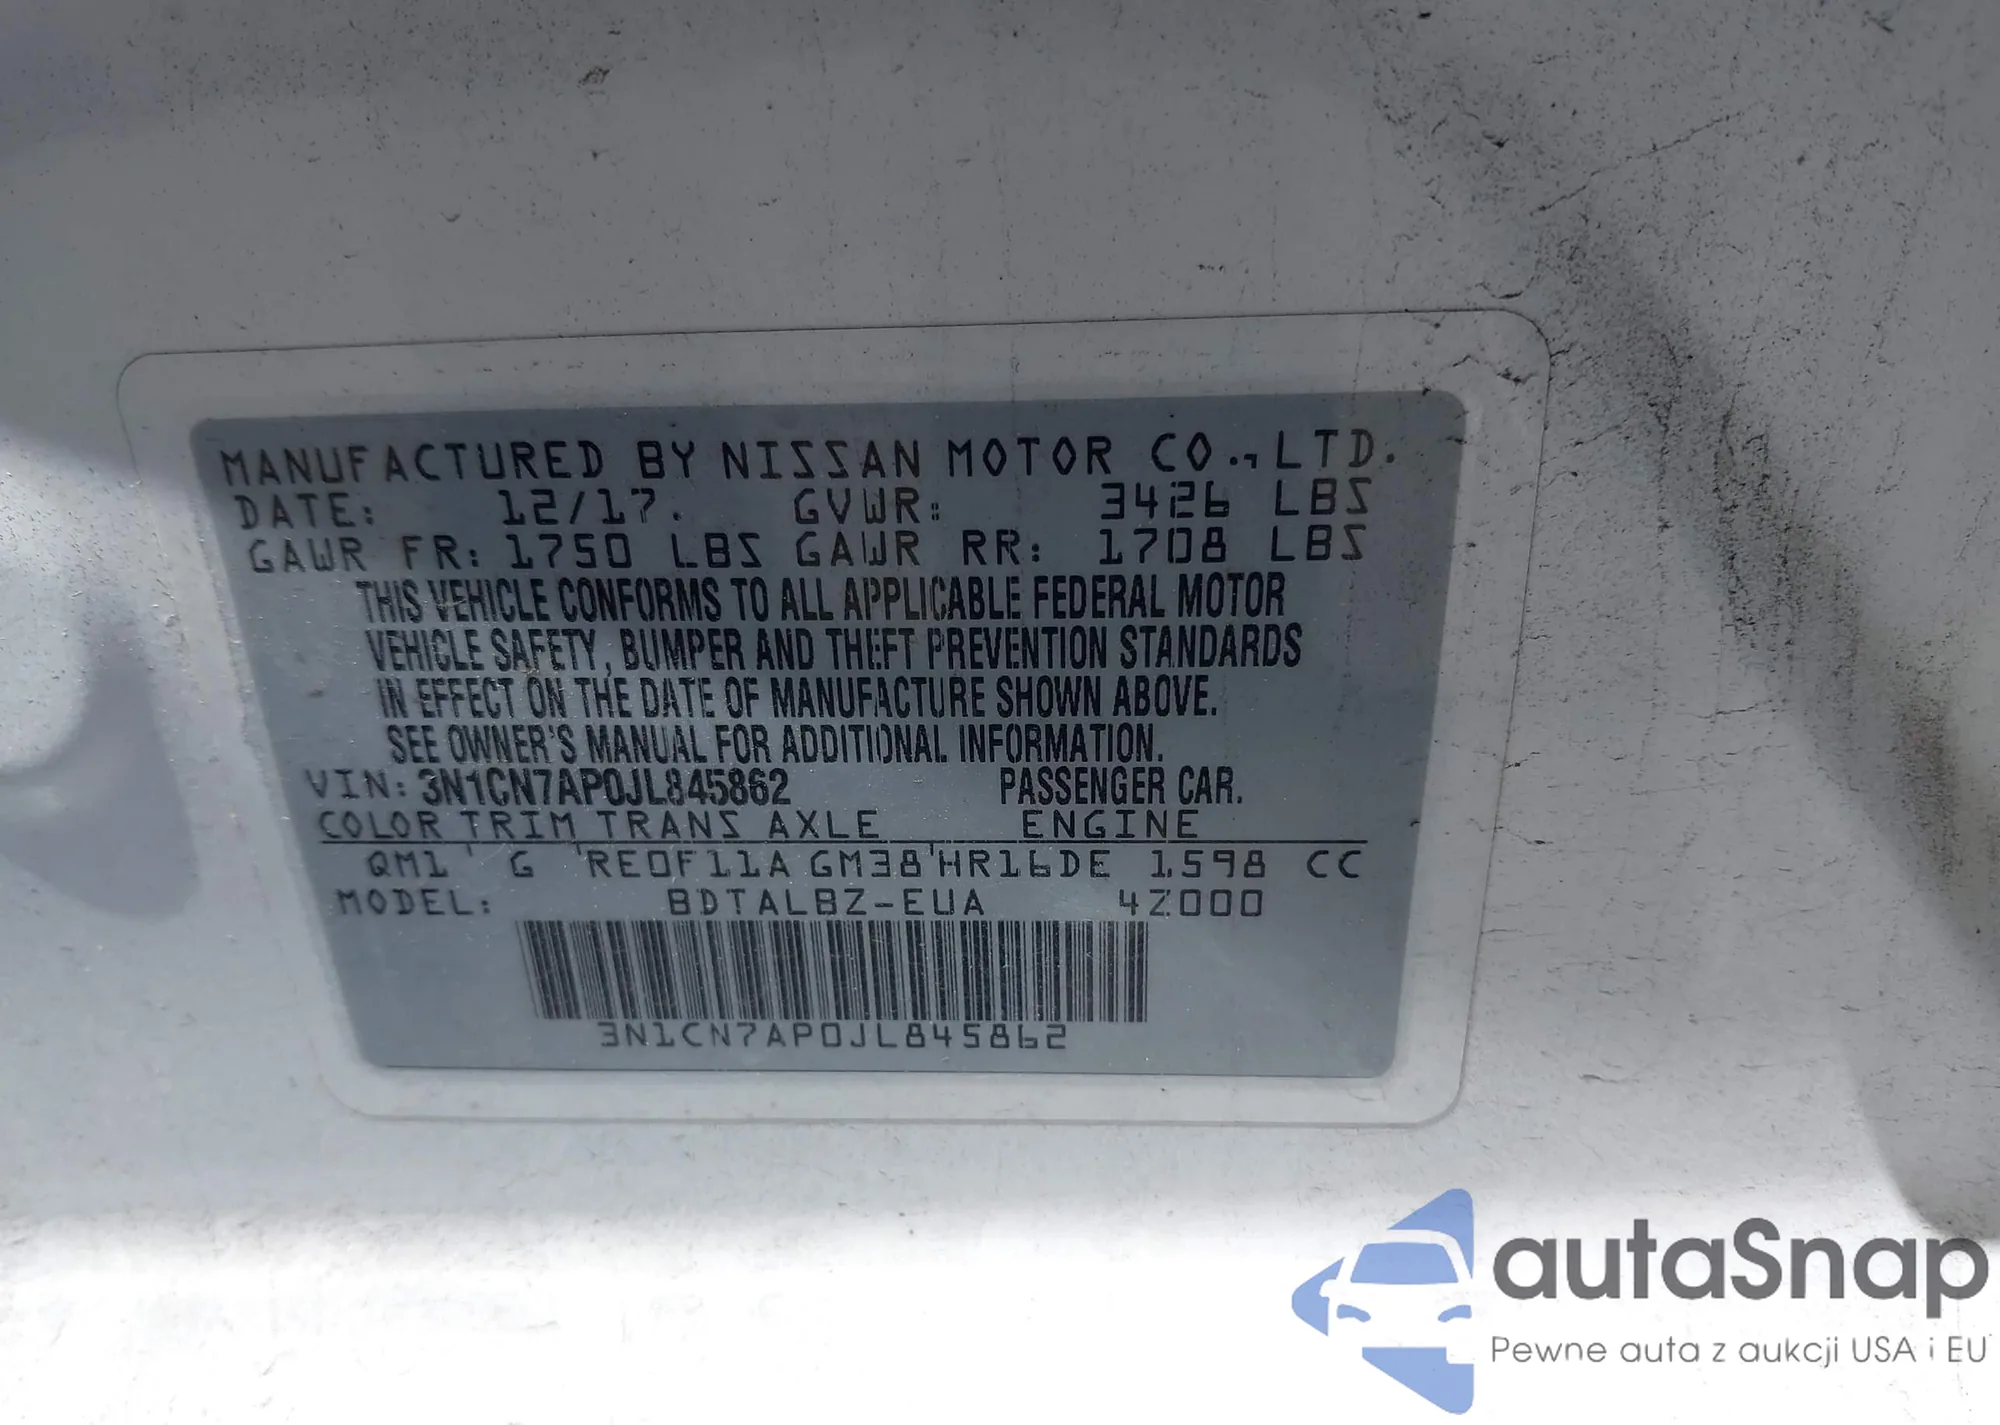 MANUFACTURED BY NISSAN MOTOR CO., LTD.
DATE: 12/17. GVWR: 3426 LBS
GAWR FR: 1750 LBS GAWR RR: 1708 LBS
THIS VEHICLE CONFORMS TO ALL APPLICABLE FEDERAL MOTOR
VEHICLE SAFETY, BUMPER AND THEFT PREVENTION STANDARDS
IN EFFECT ON THE DATE OF MANUFACTURE SHOWN ABOVE.
SEE OWNER'S MANUAL FOR ADDITIONAL INFORMATION.
VIN: 3N1CN7AP0JL845862 PASSENGER CAR.
COLOR TRIM TRANS AXLE ENGINE
QM1 ' G 'RE0F11A GM38'HR16DE 1,598 CC
MODEL: BDTALBZ-EUA 4Z000
3N1CN7AP0JL845862
autaSnap
Pewne auta z aukcji USA i EU